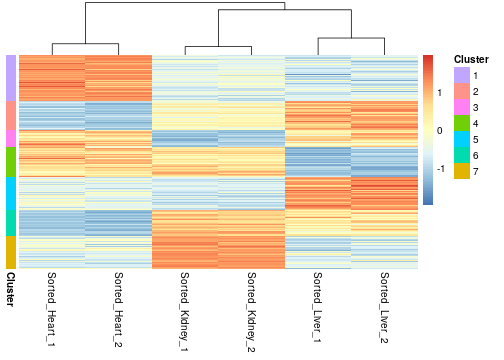 Cluster
1
2
3
4
5
6
7
1
0
-1
Cluster
Sorted_Heart_1
Sorted_Heart_2
Sorted_Kidney_1
Sorted_Kidney_2
Sorted_Liver_1
Sorted_Liver_2